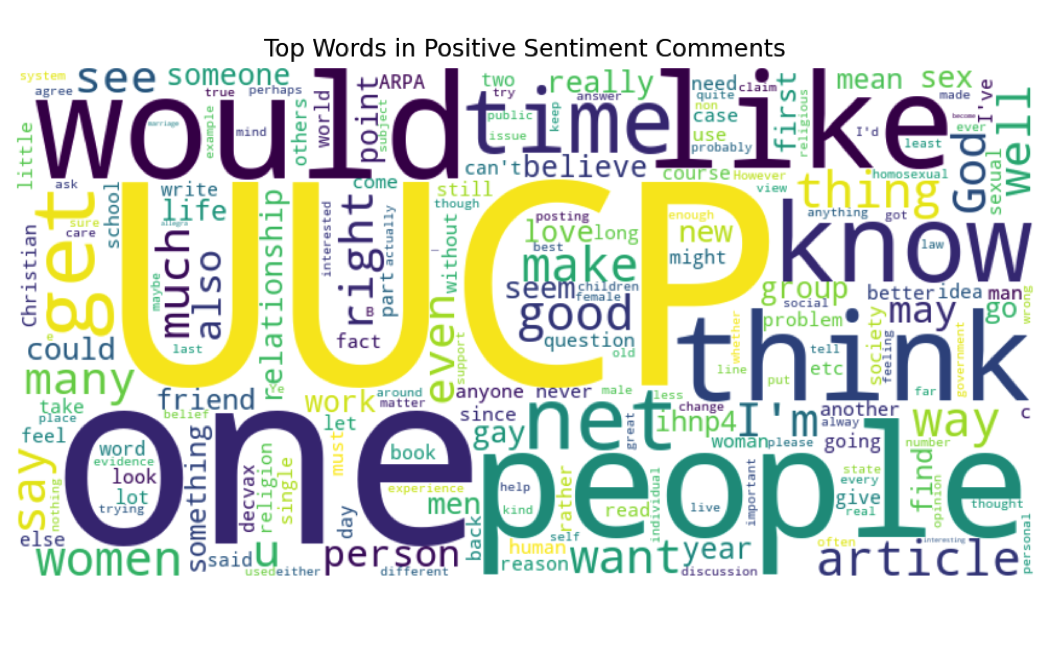 Top Words in Positive Sentiment Comments
system see someone ARPA two really need claim mean sex made I've
agree true perhaps try answer quite non case became
would time like
little marriage example mind others world point subject public issue keep use probably first religious I'd ever least well
can't believe course However view homosexual God sexual
ask sure care school write life come still though without posting enough thing anything got law
get UUCP know
Christian maybe allegra much also relationship interested right actually part love long best new might
make seem children female good question old
group social better idea may man go wrong
could last fact B even support problem whether tell etc society feeling government
many friend Ye around think line put far
take place belief work matter anyone never male less change another c
feel word let since net great ihnp4 I'm alway way
one people
say evidence look lot trying nothing something decvax religion single must book gay woman please going number
day experience men help kind rather read individual live important state every give real find opinion thought
else women said u person back self human reason want year often interesting article personal
used either different discussion